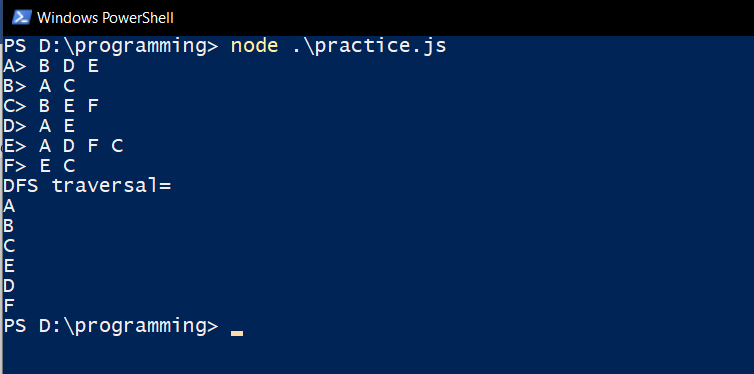 Windows PowerShell
PS D:\programming> node .\practice.js
A> B D E
B> A C
C> B E F
D> A E
E> A D F C
F> E C
DFS traversal=
A
B
C
E
D
F
PS D:\programming>